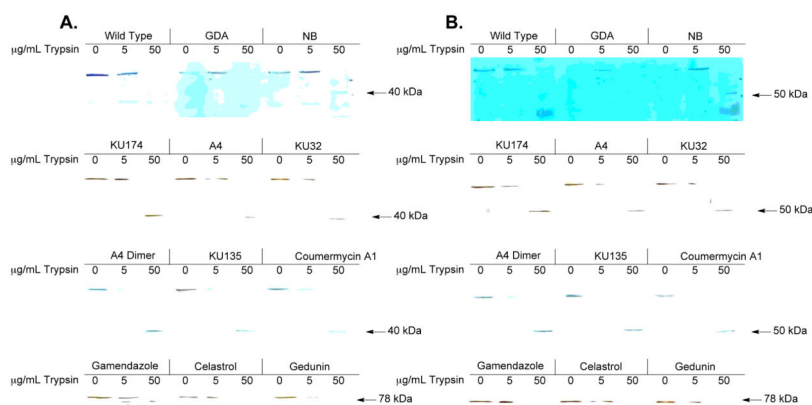 A.
Wild Type GDA NB
µg/mL Trypsin 0 5 50 0 5 50 0 5 50
40 kDa
KU174 A4 KU32
µg/mL Trypsin 0 5 50 0 5 50 0 5 50
40 kDa
A4 Dimer KU135 Coumermycin A1
µg/mL Trypsin 0 5 50 0 5 50 0 5 50
40 kDa
Gamendazole Celastrol Gedunin
µg/mL Trypsin 0 5 50 0 5 50 0 5 50
78 kDa
B.
Wild Type GDA NB
µg/mL Trypsin 0 5 50 0 5 50 0 5 50
50 kDa
KU174 A4 KU32
µg/mL Trypsin 0 5 50 0 5 50 0 5 50
50 kDa
A4 Dimer KU135 Coumermycin A1
µg/mL Trypsin 0 5 50 0 5 50 0 5 50
50 kDa
Gamendazole Celastrol Gedunin
µg/mL Trypsin 0 5 50 0 5 50 0 5 50
78 kDa